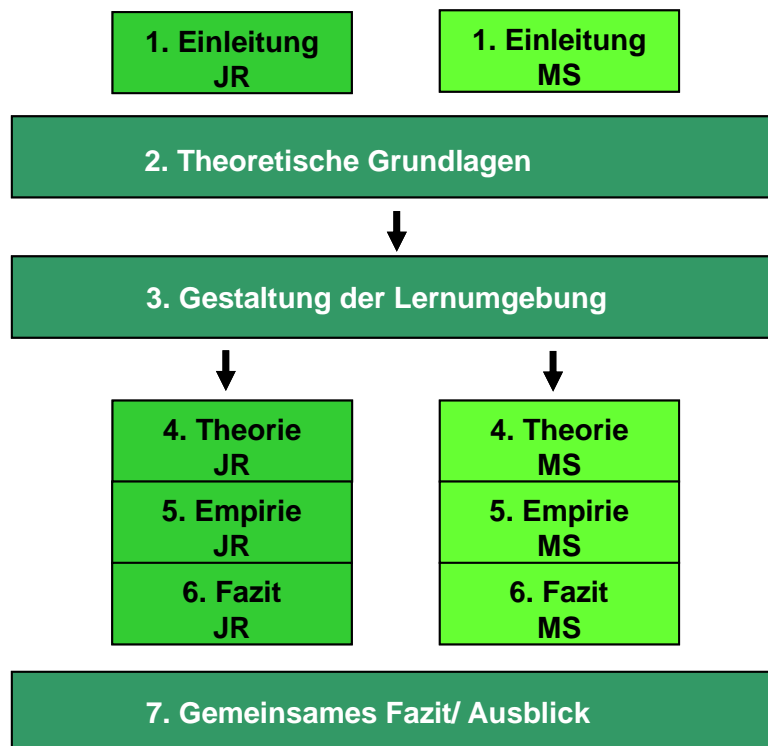 1. Einleitung
JR
1. Einleitung
MS
2. Theoretische Grundlagen
3. Gestaltung der Lernumgebung
4. Theorie
JR
4. Theorie
MS
5. Empirie
JR
5. Empirie
MS
6. Fazit
JR
6. Fazit
MS
7. Gemeinsames Fazit/ Ausblick